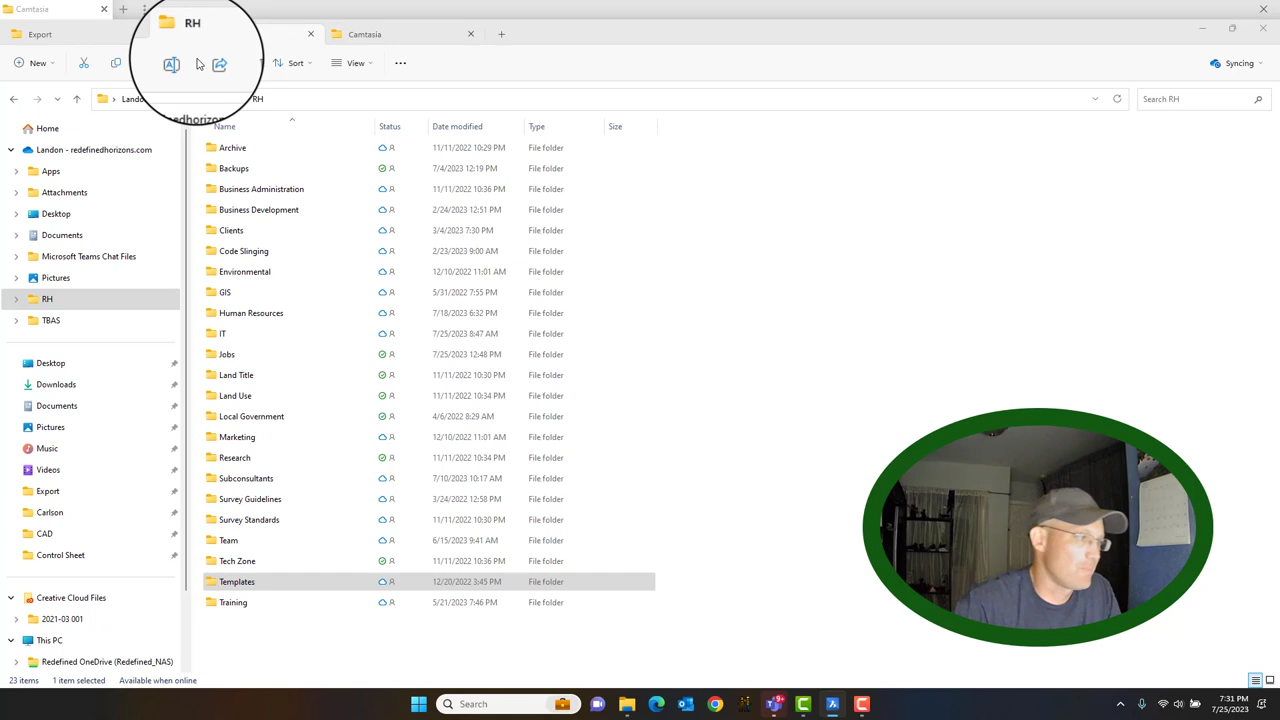 Camtasia
RH
Export
Camtasia
New
A
Sort
View
Syncing
Lando
RH
Search RH
nedhorizons
Name
Status
Date modified
Type
Size
Home
Landon - redefinedhorizons.com
Apps
Attachments
Desktop
Documents
Microsoft Teams Chat Files
Pictures
RH
TBAS
Desktop
Downloads
Documents
Pictures
Music
Videos
Export
Carlson
CAD
Control Sheet
Creative Cloud Files
2021-03 001
This PC
Redefined OneDrive (Redefined_NAS)
Archive 11/11/2022 10:29 PM File folder
Backups 7/4/2023 12:19 PM File folder
Business Administration 11/11/2022 10:36 PM File folder
Business Development 2/24/2023 12:51 PM File folder
Clients 3/4/2023 7:30 PM File folder
Code Slinging 2/23/2023 9:00 AM File folder
Environmental 12/10/2022 11:01 AM File folder
GIS 5/31/2022 7:55 PM File folder
Human Resources 7/18/2023 6:32 PM File folder
IT 7/25/2023 8:47 AM File folder
Jobs 7/25/2023 12:48 PM File folder
Land Title 11/11/2022 10:30 PM File folder
Land Use 11/11/2022 10:34 PM File folder
Local Government 4/6/2022 8:29 AM File folder
Marketing 12/10/2022 11:01 AM File folder
Research 11/11/2022 10:34 PM File folder
Subconsultants 7/10/2023 10:17 AM File folder
Survey Guidelines 3/24/2022 12:58 PM File folder
Survey Standards 11/11/2022 10:30 PM File folder
Team 6/15/2023 9:41 AM File folder
Tech Zone 11/11/2022 10:36 PM File folder
Templates 12/20/2022 3:45 PM File folder
Training 5/21/2023 7:46 PM File folder
23 items 1 item selected Available when online
Search
9+
7:31 PM
7/25/2023